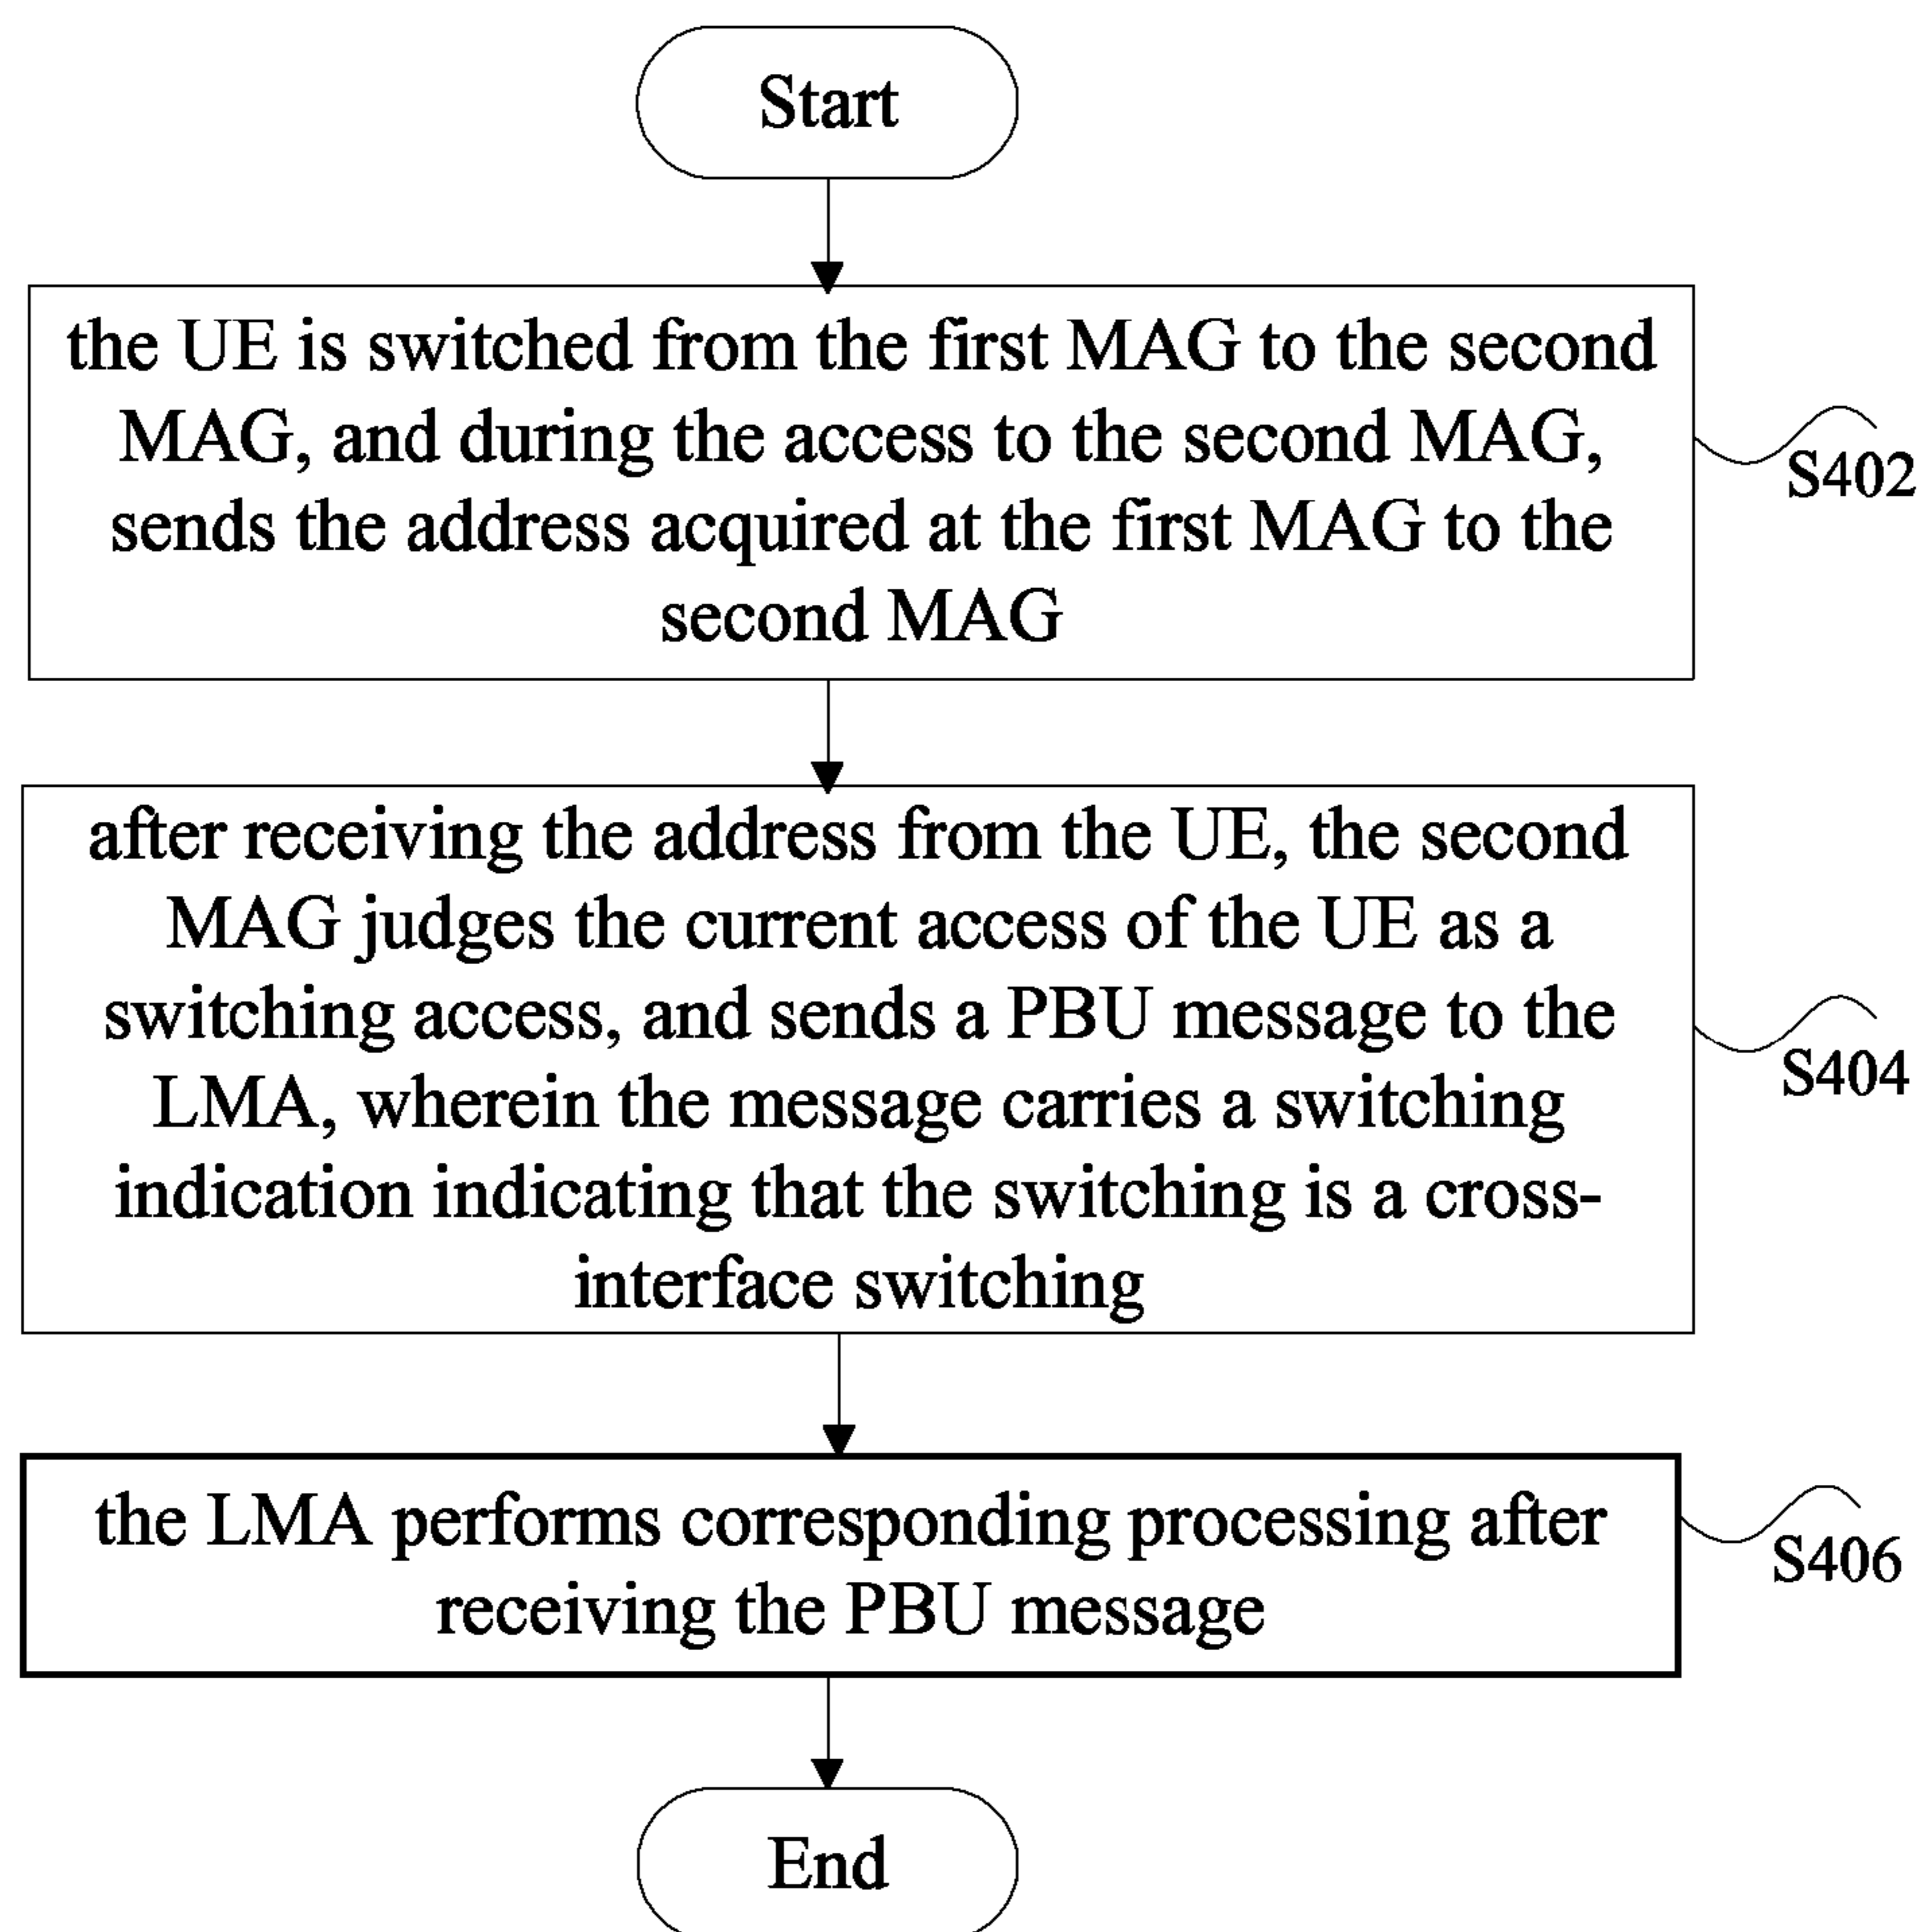 Start
the UE is switched from the first MAG to the second
MAG, and during the access to the second MAG,
sends the address acquired at the first MAG to the
second MAG
S402
after receiving the address from the UE, the second
MAG judges the current access of the UE as a
switching access, and sends a PBU message to the
LMA, wherein the message carries a switching
indication indicating that the switching is a cross-
interface switching
S404
the LMA performs corresponding processing after
receiving the PBU message
S406
End